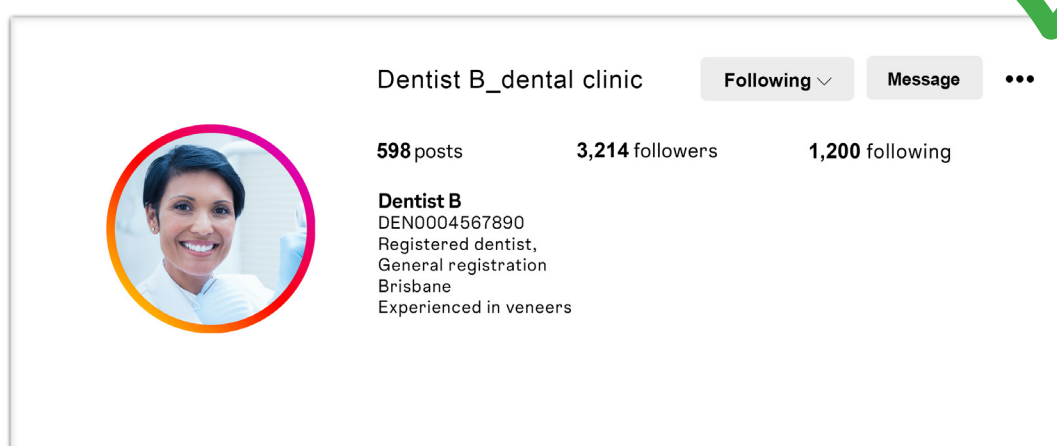 Dentist B_dental clinic Following Message
598 posts 3,214 followers 1,200 following
Dentist B
DEN0004567890
Registered dentist,
General registration
Brisbane
Experienced in veneers